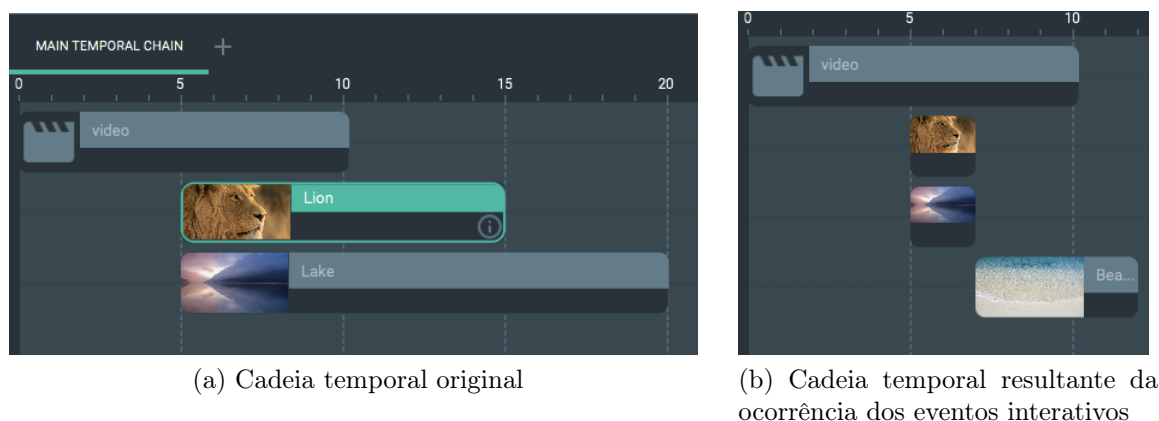 MAIN TEMPORAL CHAIN +
0 5 10 15 20
video
Lion
Lake
(a) Cadeia temporal original
0 5 10
video
Bea...
(b) Cadeia temporal resultante da
ocorrência dos eventos interativos